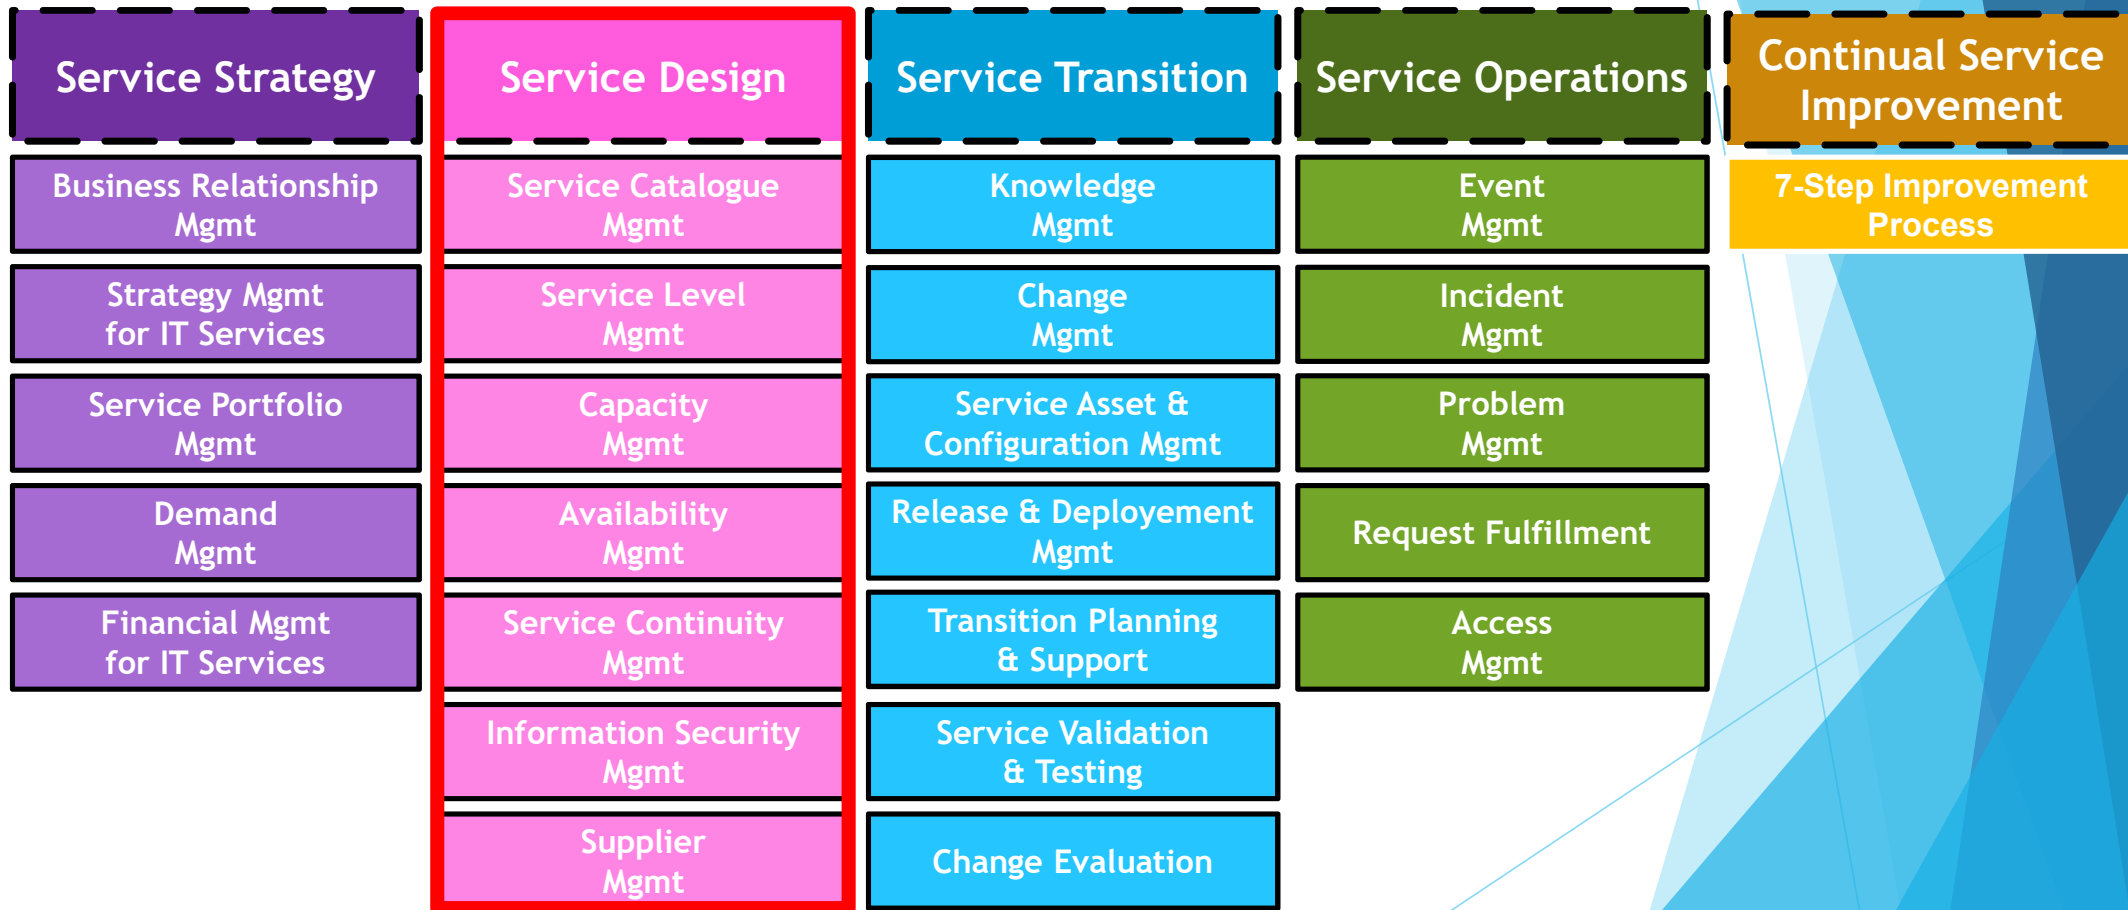 Service Strategy
Business Relationship
Mgmt
Strategy Mgmt
for IT Services
Service Portfolio
Mgmt
Demand
Mgmt
Financial Mgmt
for IT Services
Service Design
Service Catalogue
Mgmt
Service Level
Mgmt
Capacity
Mgmt
Availability
Mgmt
Service Continuity
Mgmt
Information Security
Mgmt
Supplier
Mgmt
Service Transition
Knowledge
Mgmt
Change
Mgmt
Service Asset &
Configuration Mgmt
Release & Deployement
Mgmt
Transition Planning
& Support
Service Validation
& Testing
Change Evaluation
Service Operations
Event
Mgmt
Incident
Mgmt
Problem
Mgmt
Request Fulfillment
Access
Mgmt
Continual Service
Improvement
7-Step Improvement
Process